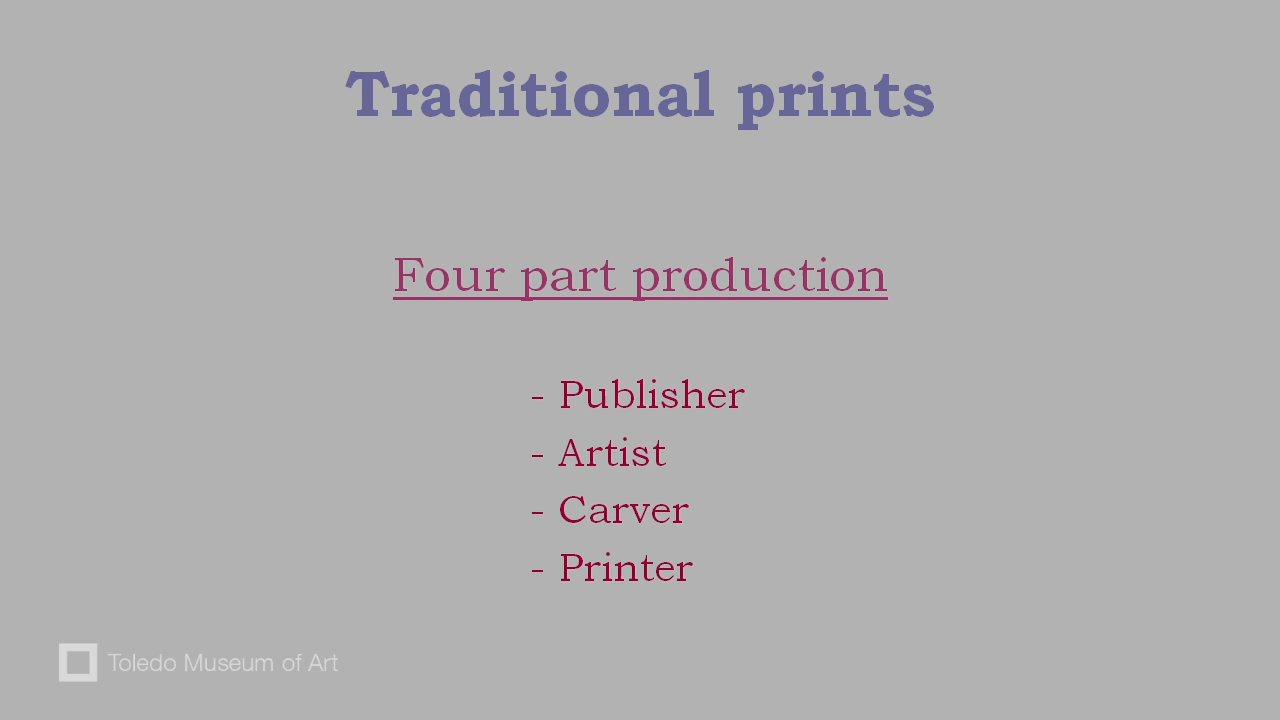 Traditional prints
Four part production
- Publisher
- Artist
- Carver
- Printer
Toledo Museum of Art